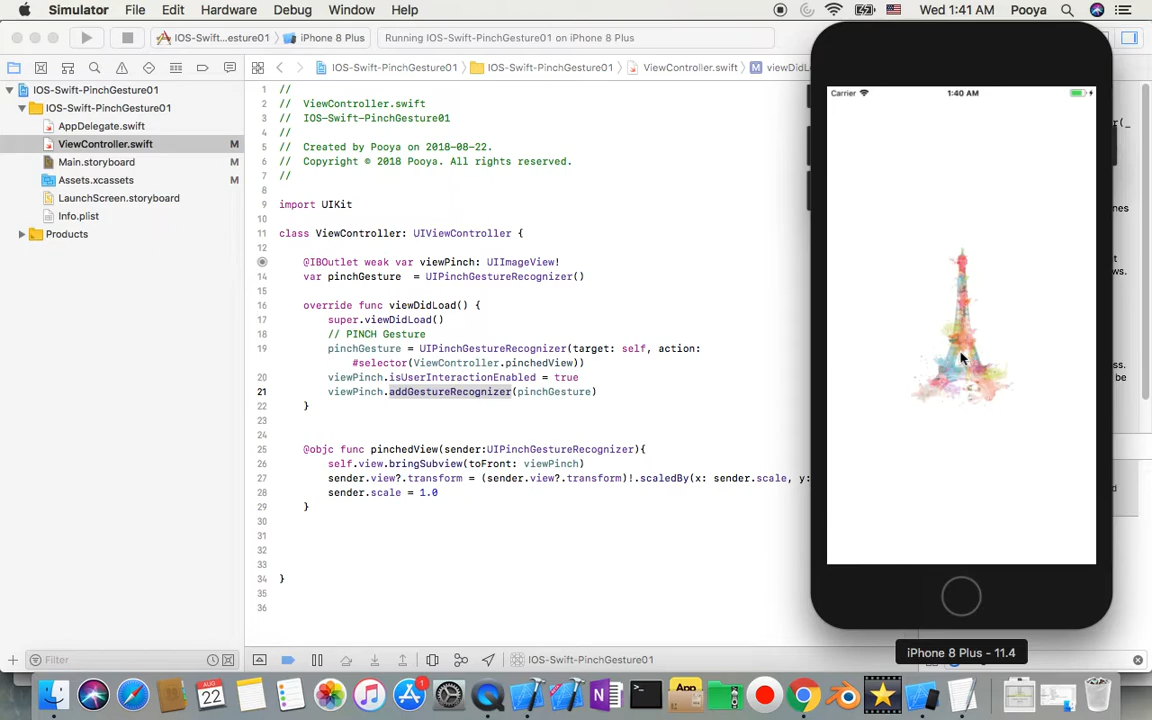 Simulator File Edit Hardware Debug Window Help Wed 1:41 AM Pooya
IOS-Swift...esture01 iPhone 8 Plus Running IOS-Swift-PinchGesture01 on iPhone 8 Plus
IOS-Swift-PinchGesture01 IOS-Swift-PinchGesture01 ViewController.swift M viewDidL
IOS-Swift-PinchGesture01
IOS-Swift-PinchGesture01
AppDelegate.swift
ViewController.swift M
Main.storyboard M
Assets.xcassets M
LaunchScreen.storyboard
Info.plist
Products
Filter
1 //
2 // ViewController.swift
3 // IOS-Swift-PinchGesture01
4 //
5 // Created by Pooya on 2018-08-22.
6 // Copyright © 2018 Pooya. All rights reserved.
7 //
8
9 import UIKit
10
11 class ViewController: UIViewController {
12
@IBOutlet weak var viewPinch: UIImageView!
14 var pinchGesture = UIPinchGestureRecognizer()
15
16 override func viewDidLoad() {
17 super.viewDidLoad()
18 // PINCH Gesture
19 pinchGesture = UIPinchGestureRecognizer(target: self, action:
#selector(ViewController.pinchedView))
20 viewPinch.isUserInteractionEnabled = true
21 viewPinch.addGestureRecognizer(pinchGesture)
22 }
23
24
25 @objc func pinchedView(sender:UIPinchGestureRecognizer){
26 self.view.bringSubview(toFront: viewPinch)
27 sender.view?.transform = (sender.view?.transform)!.scaledBy(x: sender.scale, y:
28 sender.scale = 1.0
29 }
30
31
32
33
34 }
35
36
IOS-Swift-PinchGesture01
Carrier 1:40 AM
iPhone 8 Plus - 11.4
r(_
nes
t
ws.
ss.
be
d
AUG
22
1
App